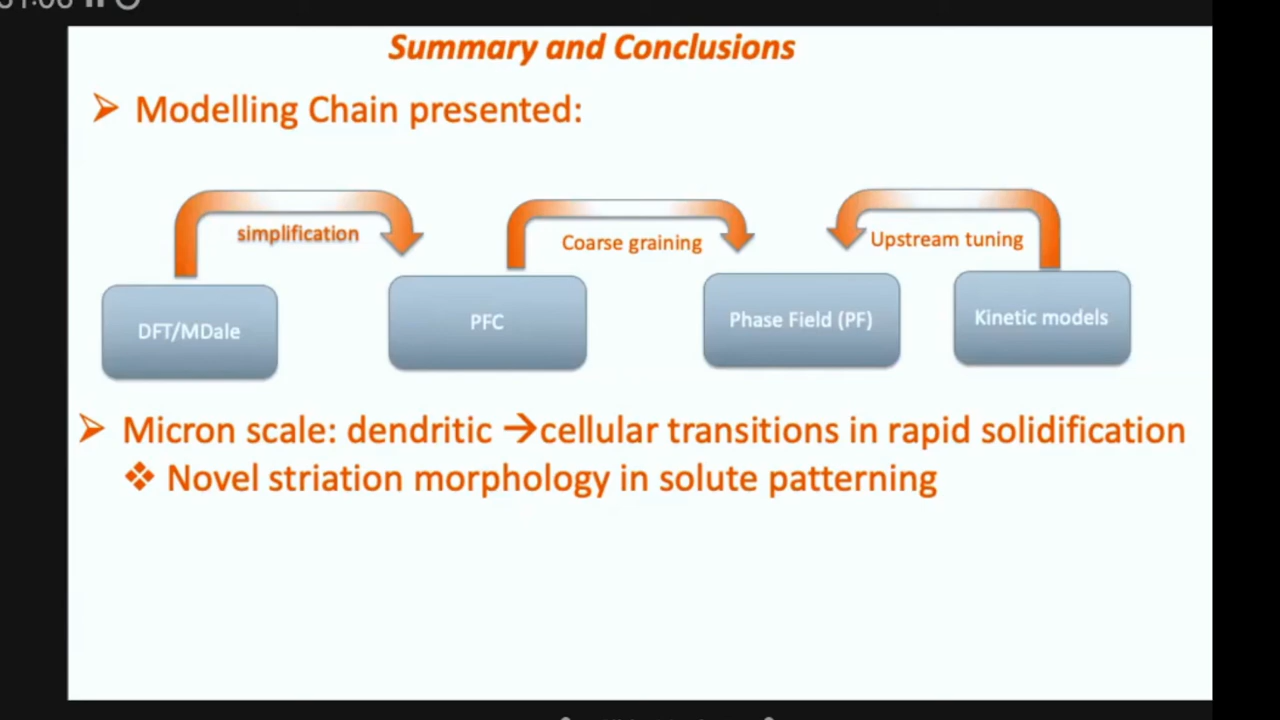 Summary and Conclusions
➢ Modelling Chain presented:
simplification
Coarse graining
Upstream tuning
DFT/MDale
PFC
Phase Field (PF)
Kinetic models
➢ Micron scale: dendritic →cellular transitions in rapid solidification
❖ Novel striation morphology in solute patterning